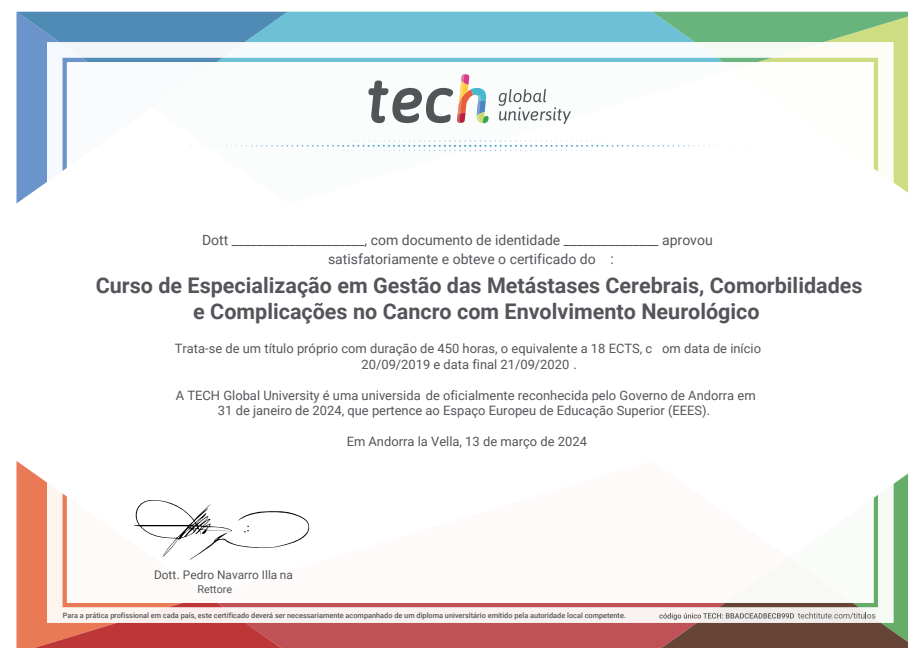 tech global university
Dott ____________________, com documento de identidade ______________ aprovou
satisfatoriamente e obteve o certificado do :
Curso de Especialização em Gestão das Metástases Cerebrais, Comorbilidades
e Complicações no Cancro com Envolvimento Neurológico
Trata-se de um título próprio com duração de 450 horas, o equivalente a 18 ECTS, c om data de início
20/09/2019 e data final 21/09/2020 .
A TECH Global University é uma universida de oficialmente reconhecida pelo Governo de Andorra em
31 de janeiro de 2024, que pertence ao Espaço Europeu de Educação Superior (EEES).
Em Andorra la Vella, 13 de março de 2024
Dott. Pedro Navarro Illa na
Rettore
Para a prática profissional em cada país, este certificado deverá ser necessariamente acompanhado de um diploma universitário emitido pela autoridade local competente. código único TECH: BBADCEADBECB99D techtitute.com/titulos